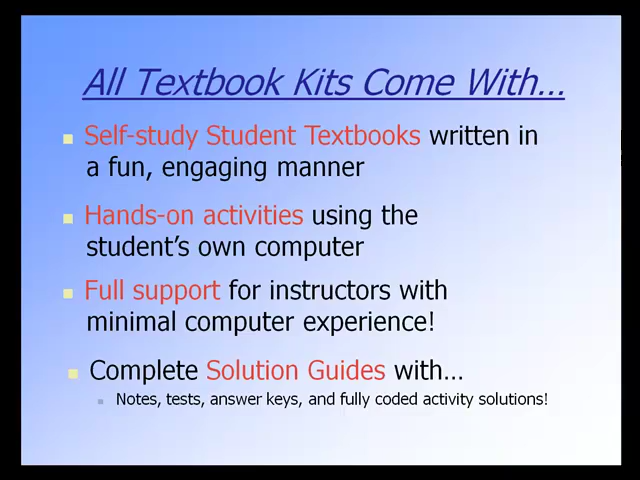 All Textbook Kits Come With…
Self-study Student Textbooks written in
a fun, engaging manner
Hands-on activities using the
student’s own computer
Full support for instructors with
minimal computer experience!
Complete Solution Guides with…
Notes, tests, answer keys, and fully coded activity solutions!